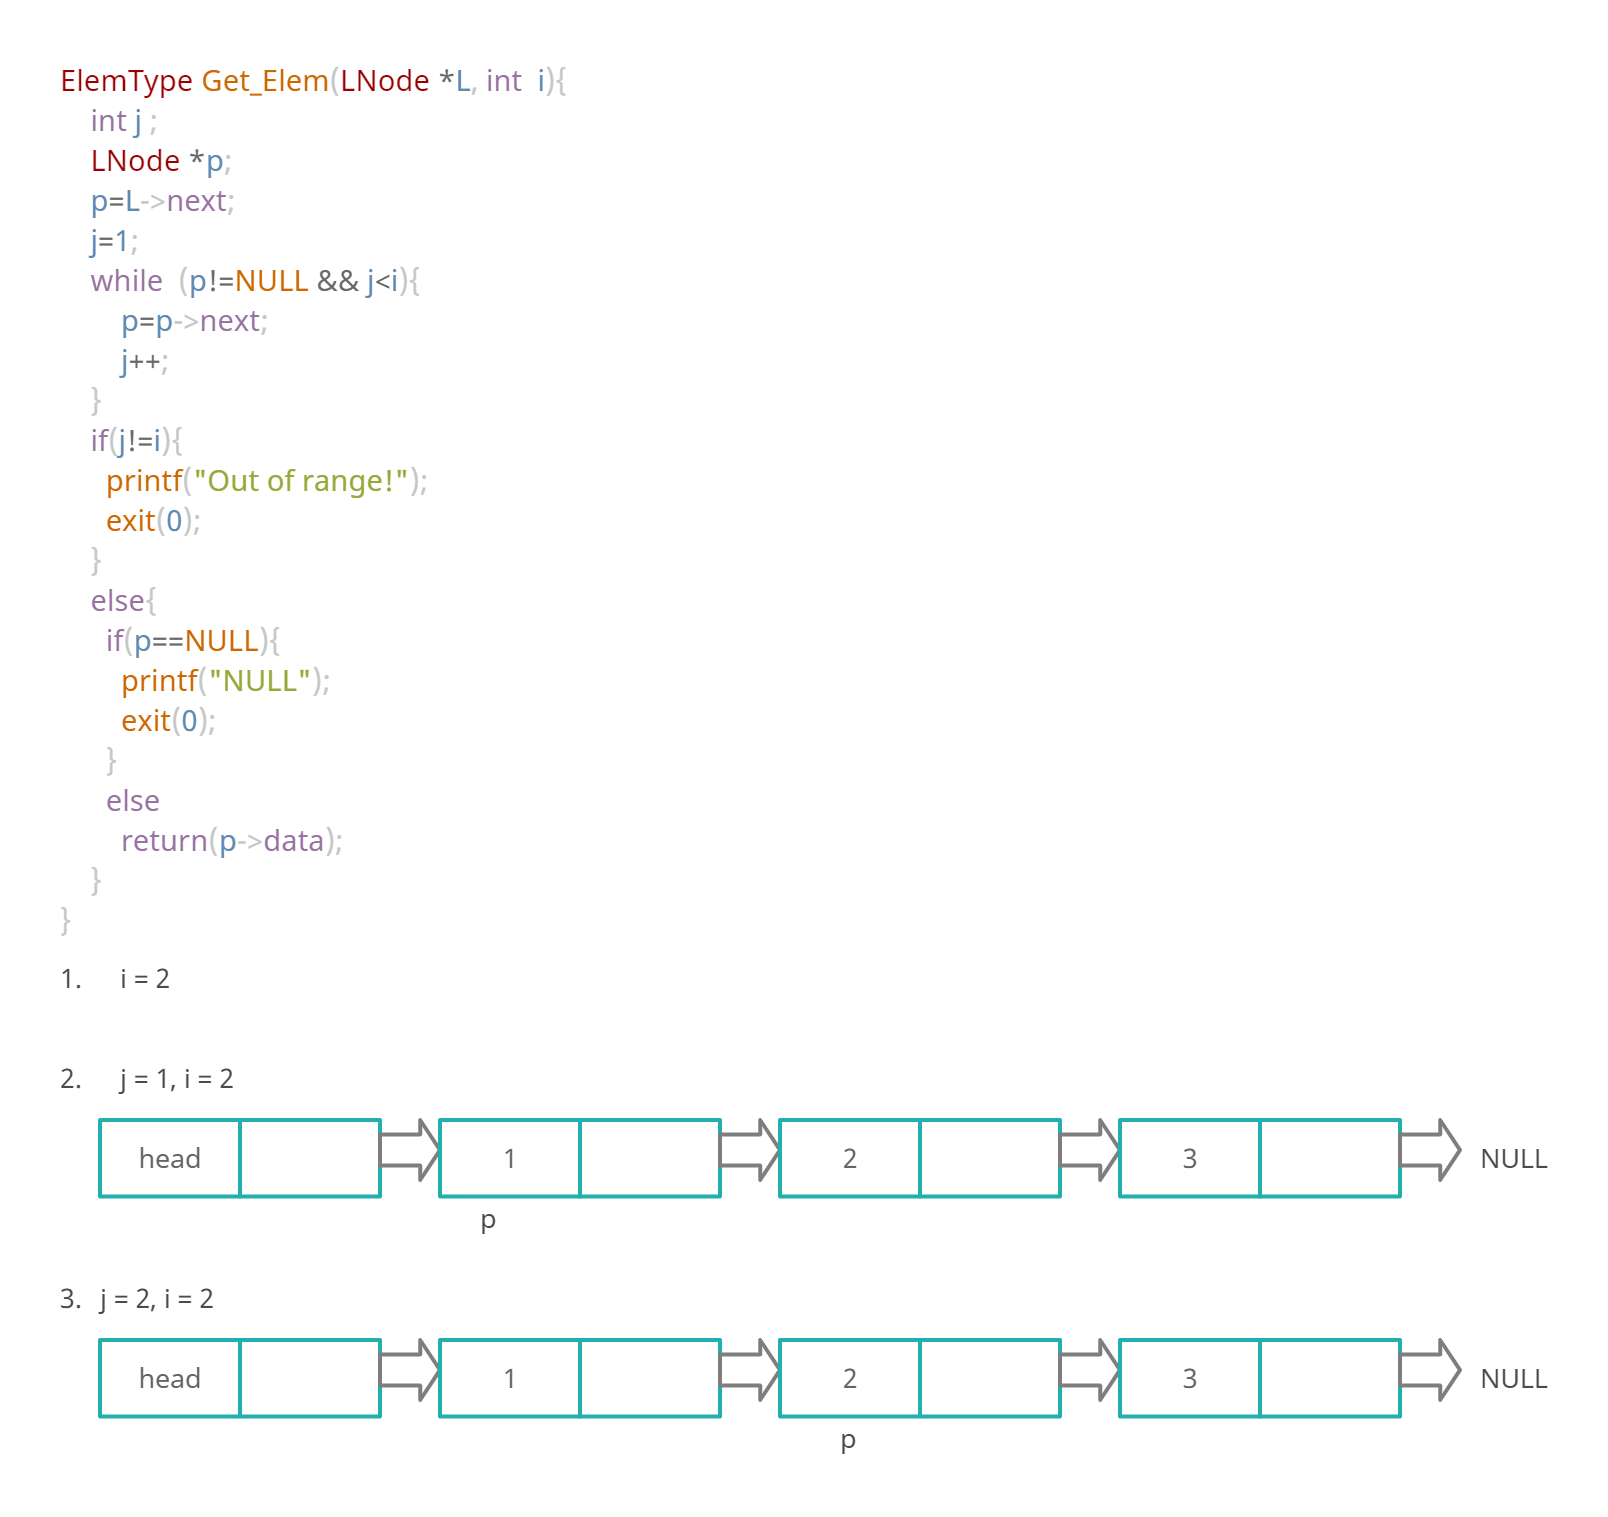 ElemType Get_Elem(LNode *L, int  i){
int j ;
LNode *p;
p=L->next;
j=1;
while  (p!=NULL && j<i){
p=p->next;
j++;
}
if(j!=i){
printf("Out of range!");
exit(0);
}
else{
if(p==NULL){
printf("NULL");
exit(0);
}
else
return(p->data);
}
}
1. i = 2
2. j = 1, i = 2
head 1 2 3 NULL
p
3. j = 2, i = 2
head 1 2 3 NULL
p